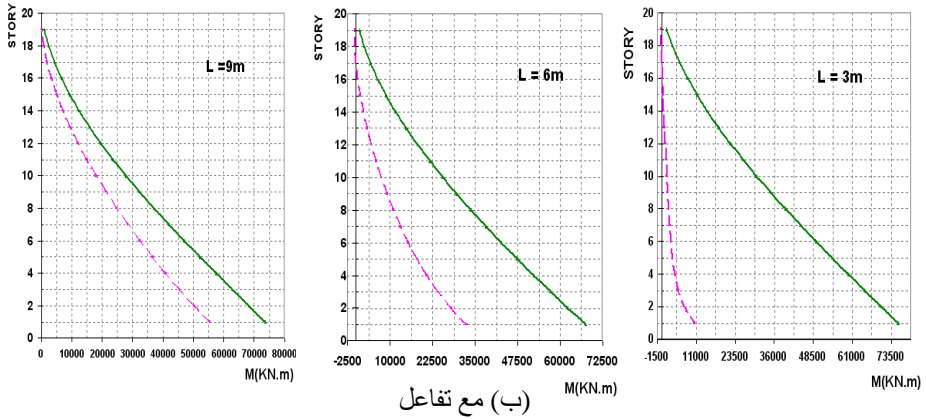 STORY
20
18
16
14
12
10
8
6
4
2
0
L =9m
0 10000 20000 30000 40000 50000 60000 70000 80000
M(KN.m)
STORY
20
18
16
14
12
10
8
6
4
2
0
L = 6m
-2500 10000 22500 35000 47500 60000 72500
M(KN.m)
STORY
20
18
16
14
12
10
8
6
4
2
0
L = 3m
-1500 11000 23500 36000 48500 61000 73500
M(KN.m)
(ب) مع تفاعل